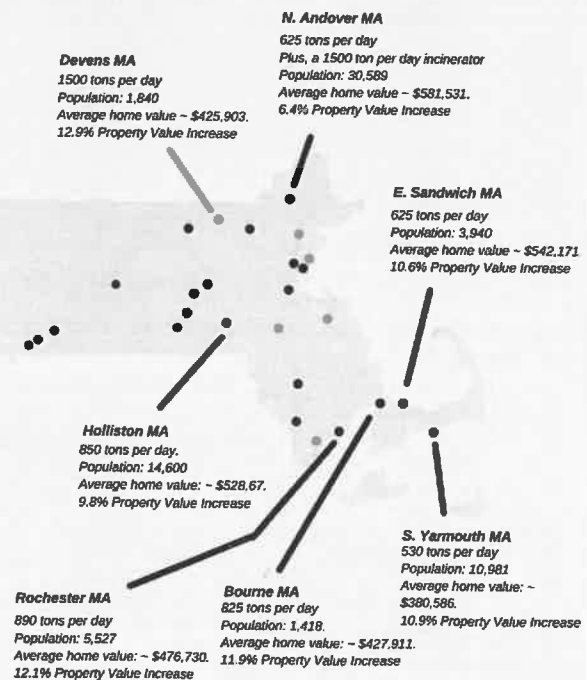 N. Andover MA
625 tons per day
Plus, a 1500 ton per day incinerator
Population: 30,589
Average home value ~ $581,531.
6.4% Property Value Increase
Devens MA
1500 tons per day
Population: 1,840
Average home value ~ $425,903.
12.9% Property Value Increase
E. Sandwich MA
625 tons per day
Population: 3,940
Average home value ~ $542,171
10.6% Property Value Increase
Holliston MA
850 tons per day.
Population: 14,600
Average home value: ~ $528,67.
9.8% Property Value Increase
S. Yarmouth MA
530 tons per day
Population: 10,981
Average home value: ~
$380,586.
10.9% Property Value Increase
Rochester MA
890 tons per day
Population: 5,527
Average home value: ~ $476,730.
12.1% Property Value Increase
Bourne MA
825 tons per day
Population: 1,418.
Average home value: ~ $427,911.
11.9% Property Value Increase